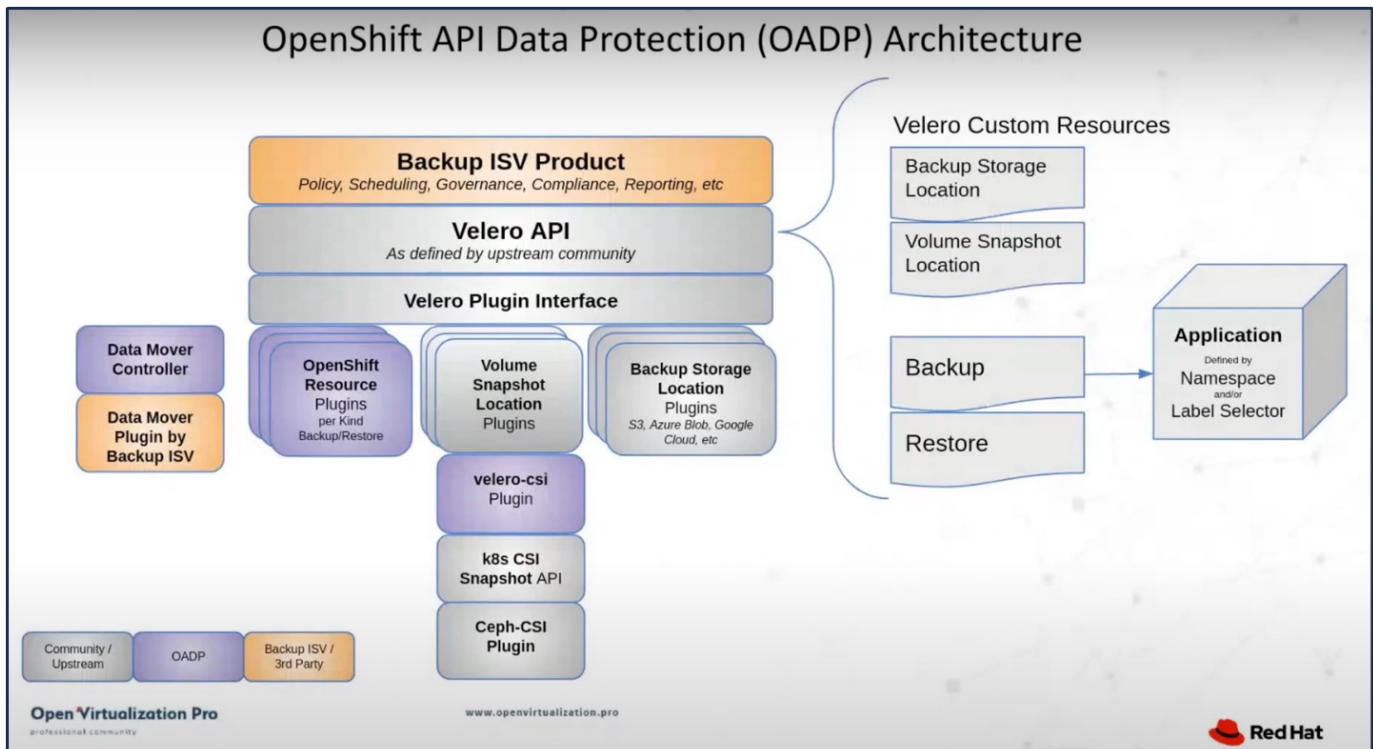 OpenShift API Data Protection (OADP) Architecture
Backup ISV Product
Policy, Scheduling, Governance, Compliance, Reporting, etc
Velero API
As defined by upstream community
Velero Plugin Interface
Data Mover
Controller
Data Mover
Plugin by
Backup ISV
OpenShift
Resource
Plugins
per Kind
Backup/Restore
Volume
Snapshot
Location
Plugins
Backup Storage
Location
Plugins
S3, Azure Blob, Google
Cloud, etc
velero-csi
Plugin
k8s CSI
Snapshot API
Ceph-CSI
Plugin
Velero Custom Resources
Backup Storage
Location
Volume Snapshot
Location
Backup
Restore
Application
Defined by
Namespace
and/or
Label Selector
Community /
Upstream
OADP
Backup ISV /
3rd Party
Open Virtualization Pro
professional community
www.openvirtualization.pro
Red Hat